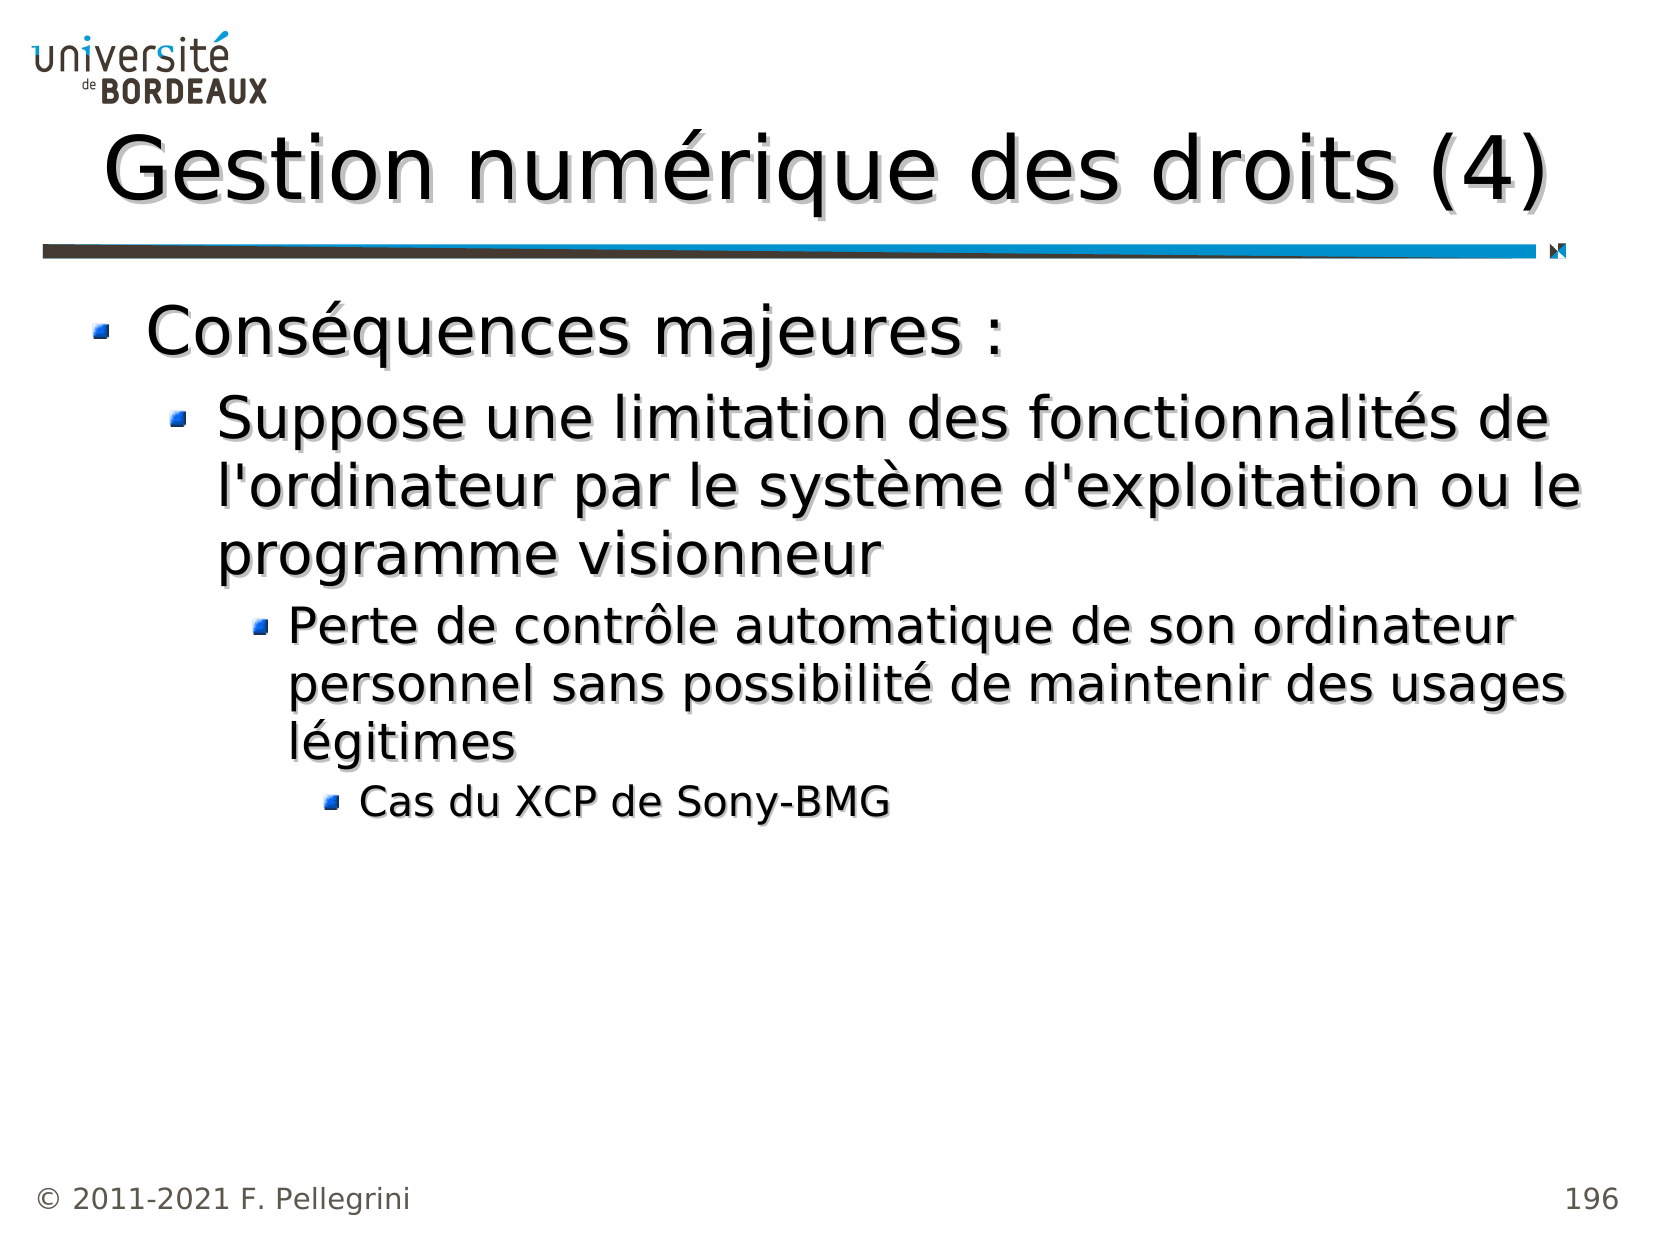 université
de BORDEAUX
Gestion numérique des droits (4)
Conséquences majeures :
Suppose une limitation des fonctionnalités de
l'ordinateur par le système d'exploitation ou le
programme visionneur
Perte de contrôle automatique de son ordinateur
personnel sans possibilité de maintenir des usages
légitimes
Cas du XCP de Sony-BMG
© 2011-2021 F. Pellegrini
196